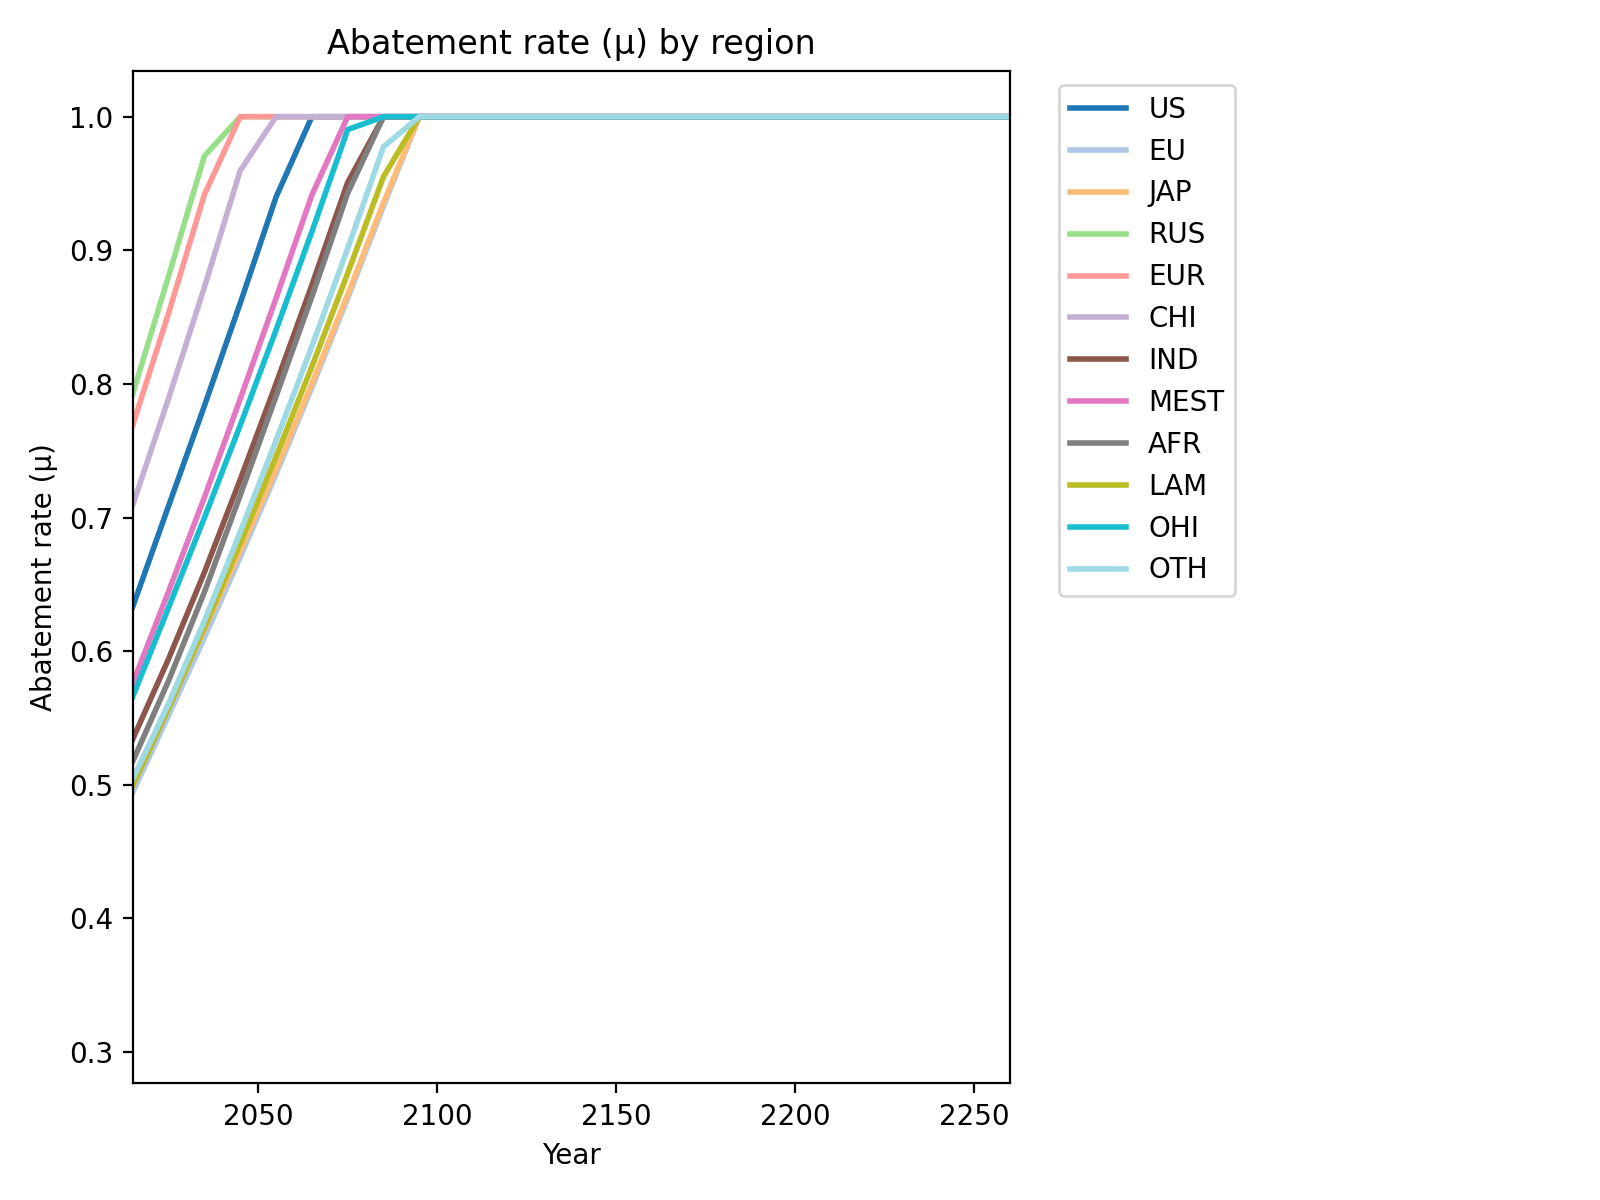 Abatement rate (μ) by region
Abatement rate (μ)
1.0
0.9
0.8
0.7
0.6
0.5
0.4
0.3
2050 2100 2150 2200 2250
Year
US
EU
JAP
RUS
EUR
CHI
IND
MEST
AFR
LAM
OHI
OTH